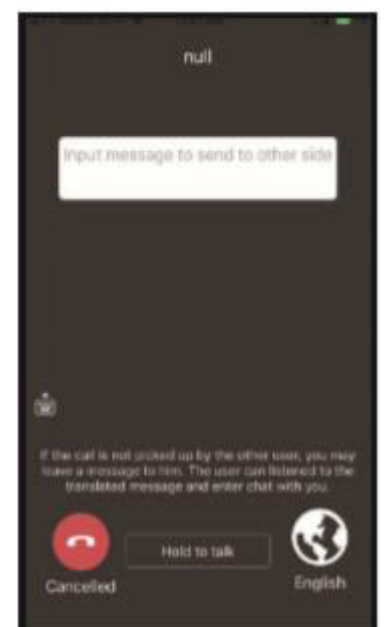 null
Input message to send to other side
If the call is not picked up by the other user, you may
leave a message to him. The user can listened to the
translated message and enter chat with you.
Hold to talk
Cancelled
English